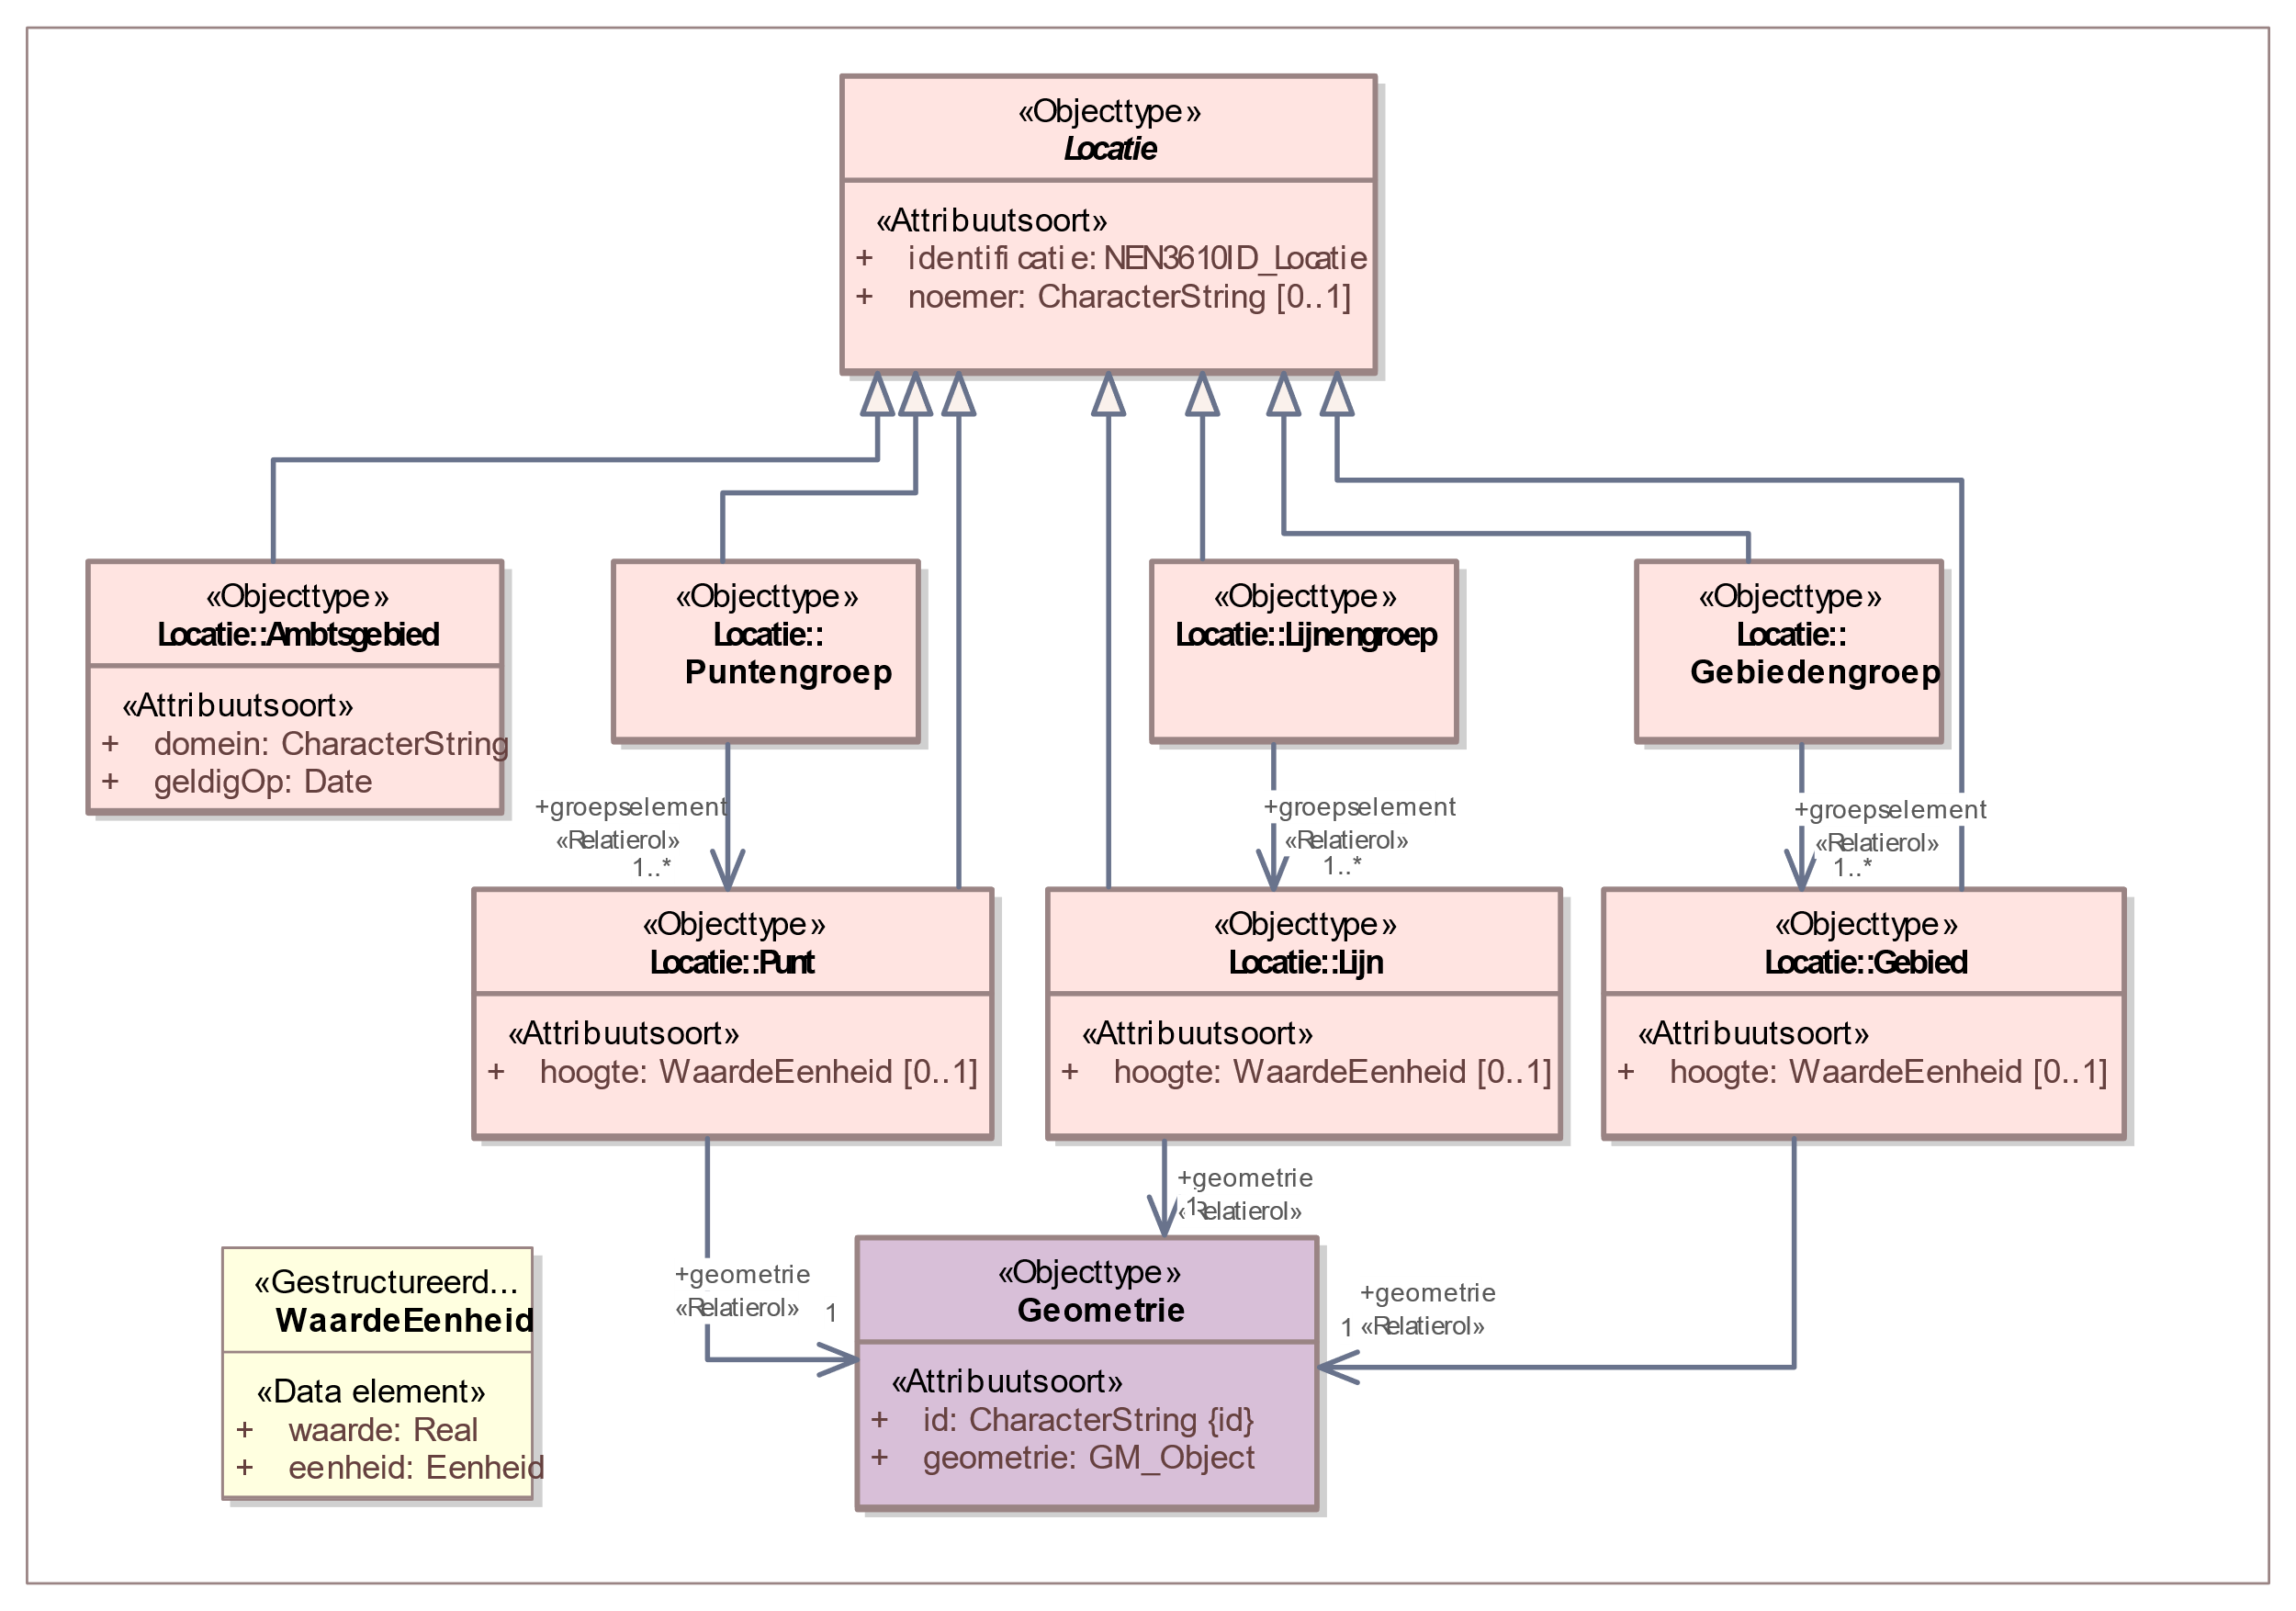 «Objecttype»
Locatie
«Attribuutsoort»
+ identificatie: NEN3610ID_Locatie
+ noemer: CharacterString [0..1]
«Objecttype»
Locatie::Ambtsgebied
«Attribuutsoort»
+ domein: CharacterString
+ geldigOp: Date
«Objecttype»
Locatie::
Puntengroep
«Objecttype»
Locatie::Lijnengroep
«Objecttype»
Locatie::
Gebiedengroep
+groepselement
«Relatierol»
1..*
+groepselement
«Relatierol»
1..*
+groepselement
«Relatierol»
1..*
«Objecttype»
Locatie::Punt
«Attribuutsoort»
+ hoogte: WaardeEenheid [0..1]
«Objecttype»
Locatie::Lijn
«Attribuutsoort»
+ hoogte: WaardeEenheid [0..1]
«Objecttype»
Locatie::Gebied
«Attribuutsoort»
+ hoogte: WaardeEenheid [0..1]
+geometrie
1
«Relatierol»
+geometrie
«Relatierol»
1
+geometrie
«Relatierol»
1
«Gestructureerd...
WaardeEenheid
«Data element»
+ waarde: Real
+ eenheid: Eenheid
«Objecttype»
Geometrie
«Attribuutsoort»
+ id: CharacterString {id}
+ geometrie: GM_Object